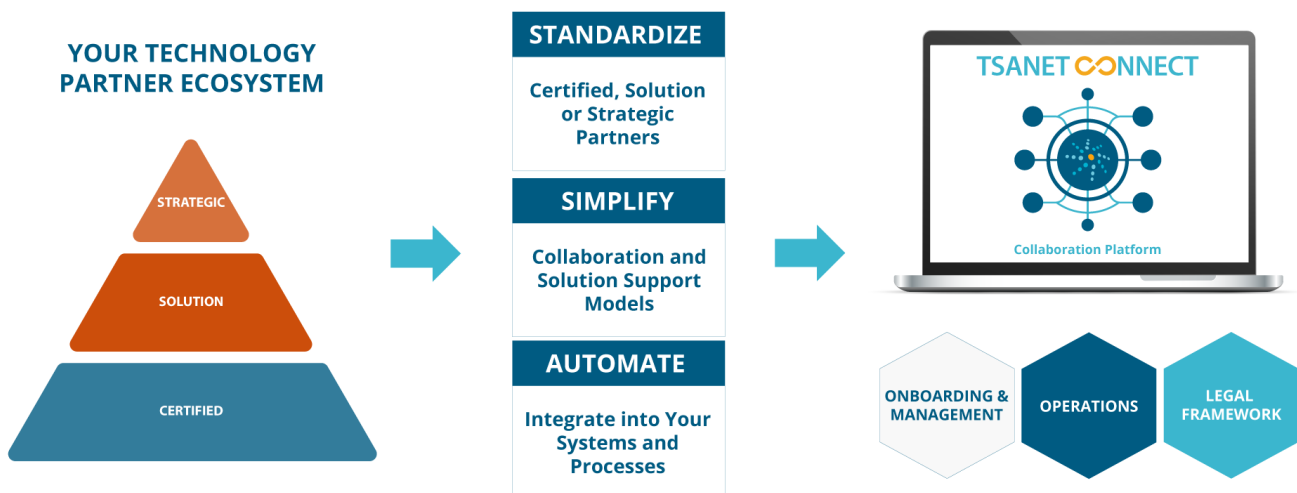 YOUR TECHNOLOGY
PARTNER ECOSYSTEM
STRATEGIC
SOLUTION
CERTIFIED
STANDARDIZE
Certified, Solution
or Strategic
Partners
SIMPLIFY
Collaboration and
Solution Support
Models
AUTOMATE
Integrate into Your
Systems and
Processes
TSANET CONNECT
Collaboration Platform
ONBOARDING &
MANAGEMENT
OPERATIONS
LEGAL
FRAMEWORK